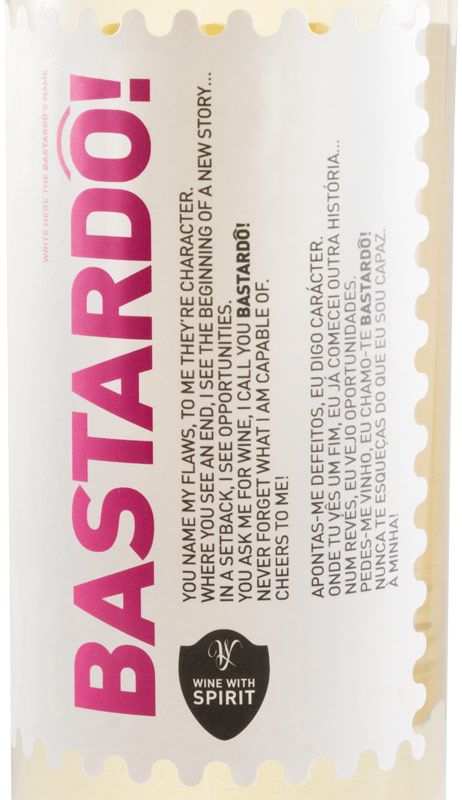 WRITE HERE THE BASTARDÔ'S NAME
BASTARDÔ!
YOU NAME MY FLAWS, TO ME THEY'RE CHARACTER.
WHERE YOU SEE AN END, I SEE THE BEGINNING OF A NEW STORY...
IN A SETBACK, I SEE OPPORTUNITIES.
YOU ASK ME FOR WINE, I CALL YOU BASTARDÔ!
NEVER FORGET WHAT I AM CAPABLE OF.
CHEERS TO ME!
APONTAS-ME DEFEITOS, EU DIGO CARÁCTER.
ONDE TU VÊS UM FIM, EU JÁ COMECEI OUTRA HISTÓRIA...
NUM REVÉS, EU VEJO OPORTUNIDADES.
PEDES-ME VINHO, EU CHAMO-TE BASTARDÔ!
NUNCA TE ESQUEÇAS DO QUE EU SOU CAPAZ.
À MINHA!
WINE WITH
SPIRIT